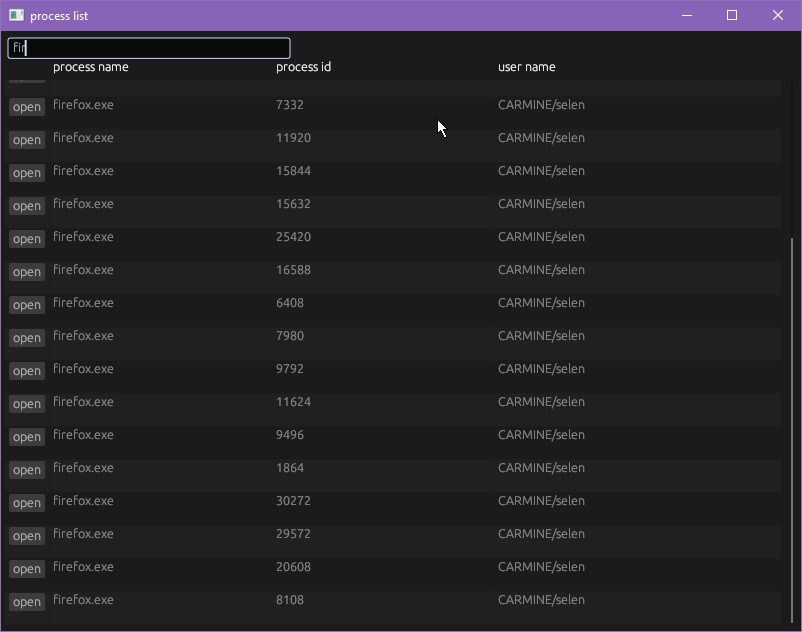 process list
fir
process name process id user name
open firefox.exe 7332 CARMINE/selen
open firefox.exe 11920 CARMINE/selen
open firefox.exe 15844 CARMINE/selen
open firefox.exe 15632 CARMINE/selen
open firefox.exe 25420 CARMINE/selen
open firefox.exe 16588 CARMINE/selen
open firefox.exe 6408 CARMINE/selen
open firefox.exe 7980 CARMINE/selen
open firefox.exe 9792 CARMINE/selen
open firefox.exe 11624 CARMINE/selen
open firefox.exe 9496 CARMINE/selen
open firefox.exe 1864 CARMINE/selen
open firefox.exe 30272 CARMINE/selen
open firefox.exe 29572 CARMINE/selen
open firefox.exe 20608 CARMINE/selen
open firefox.exe 8108 CARMINE/selen